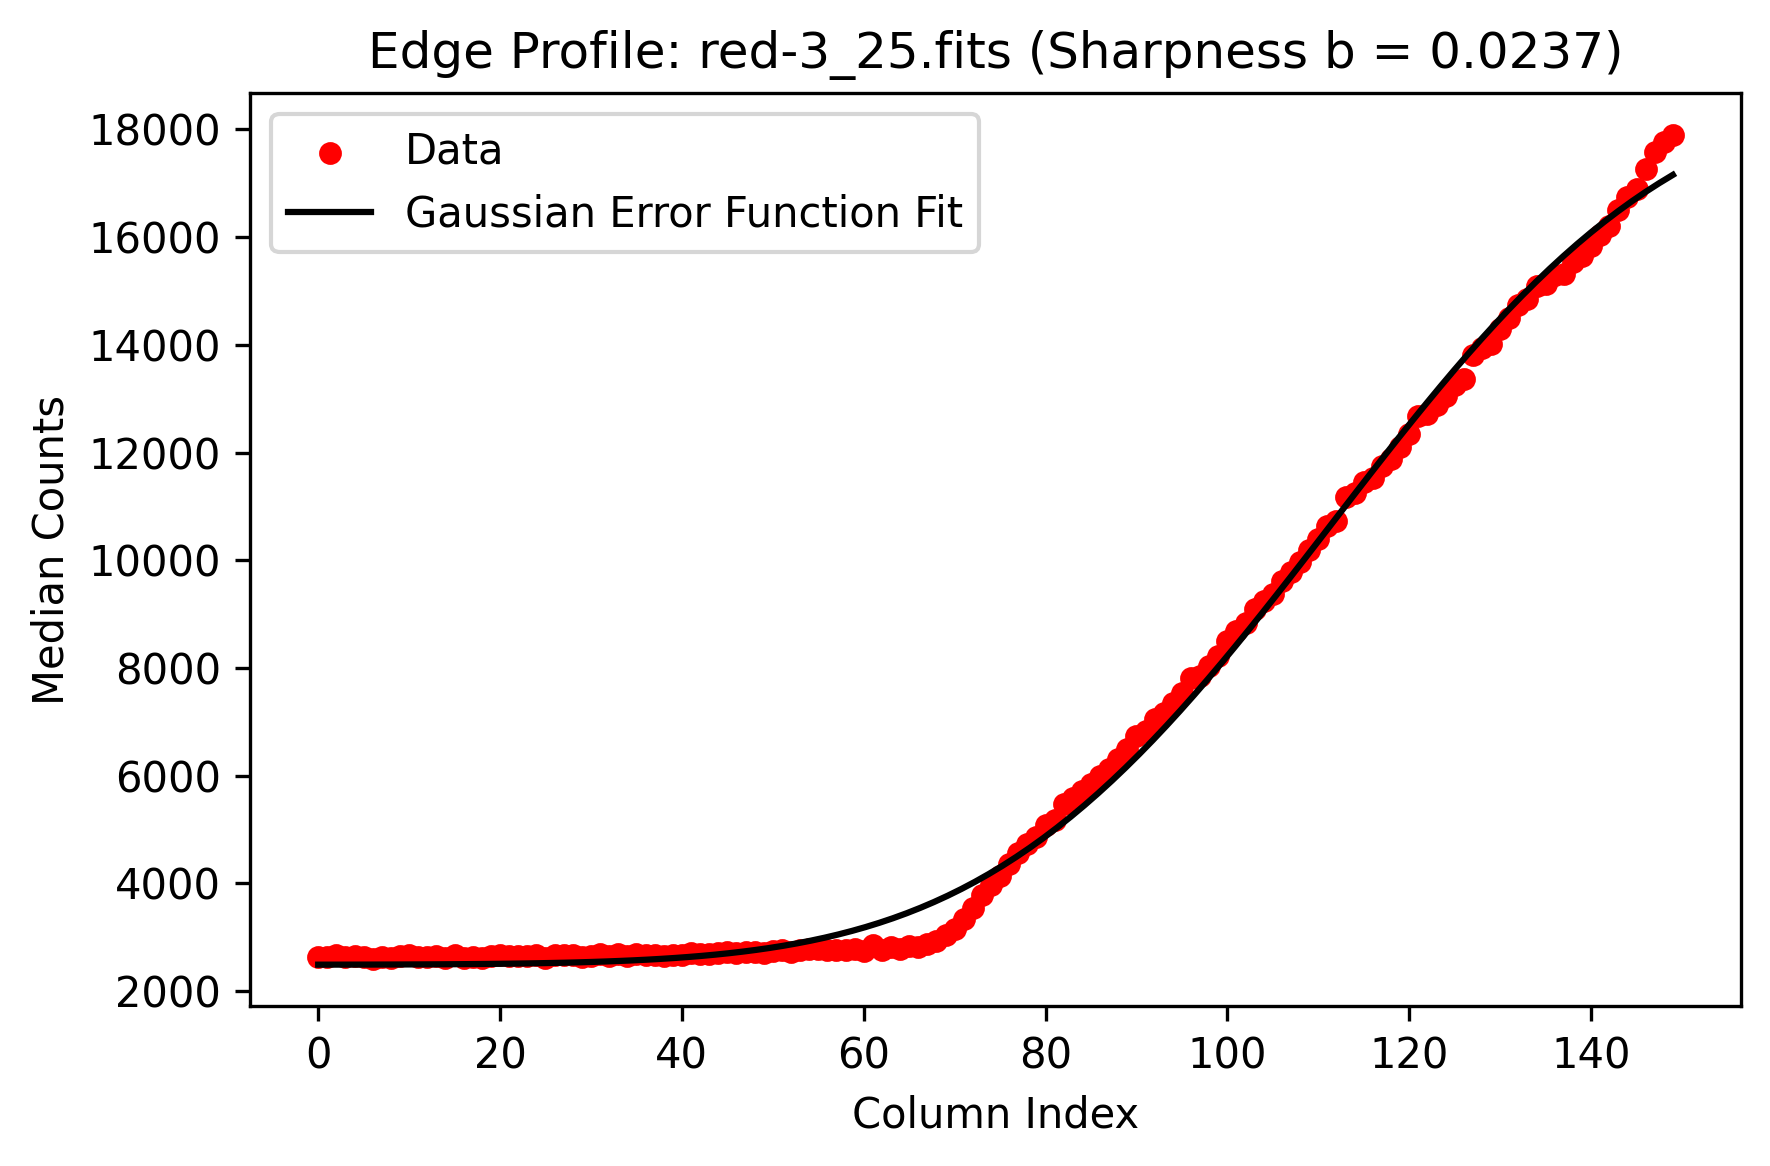 Edge Profile: red-3_25.fits (Sharpness b = 0.0237)
Data
Gaussian Error Function Fit
18000
16000
14000
12000
10000
8000
6000
4000
2000
Median Counts
0 20 40 60 80 100 120 140
Column Index